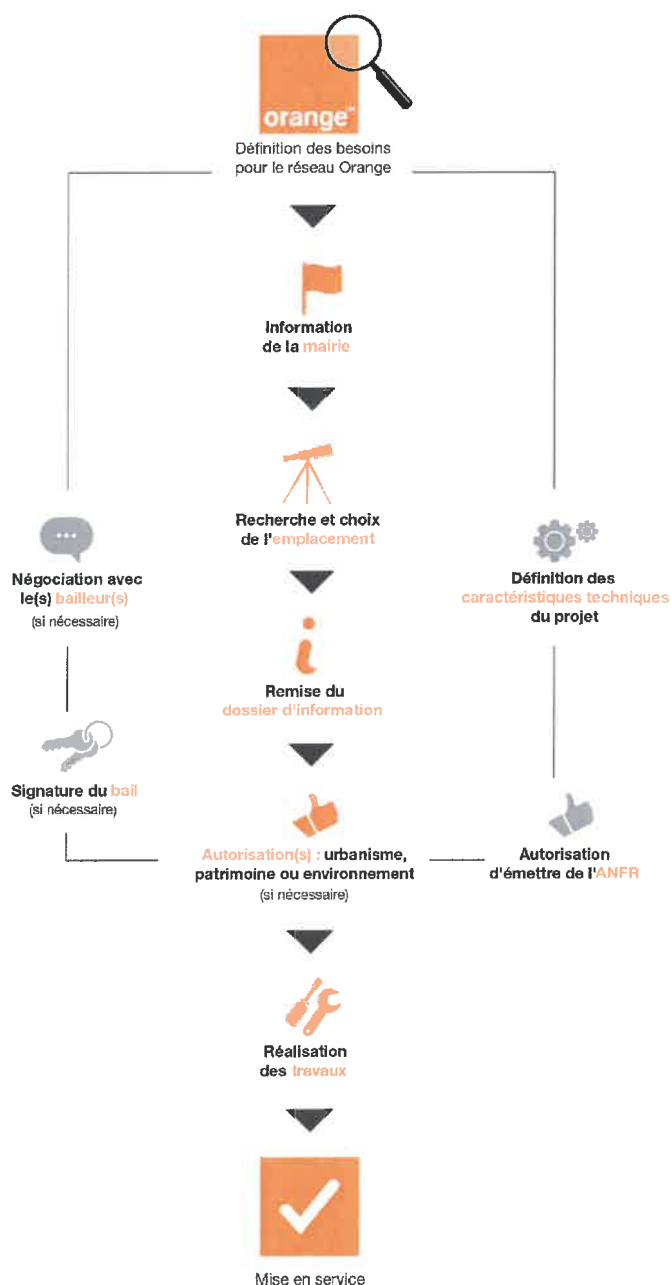 orange™
Définition des besoins
pour le réseau Orange
Information
de la mairie
Recherche et choix
de l'emplacement
Négociation avec
le(s) bailleur(s)
(si nécessaire)
Définition des
caractéristiques techniques
du projet
Remise du
dossier d'information
Signature du bail
(si nécessaire)
Autorisation(s) : urbanisme,
patrimoine ou environnement
(si nécessaire)
Autorisation
d'émettre de l'ANFR
Réalisation
des travaux
Mise en service